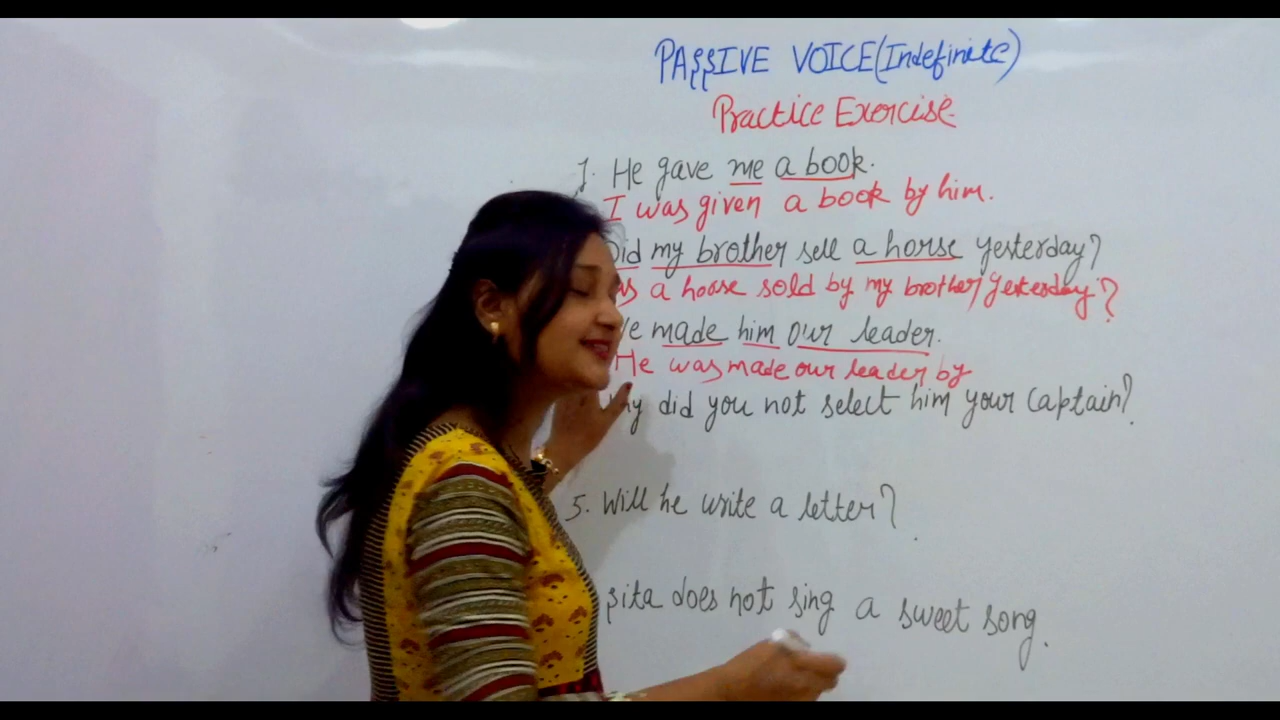 PASSIVE VOICE (Indefinite)
Practice Exercise
1. He gave me a book.
I was given a book by him.
Did my brother sell a horse yesterday?
a horse sold by my brother yesterday?
made him our leader.
He was made our leader by
did you not select him your Captain?
5. Will he write a letter?
Sita does not sing a sweet song.